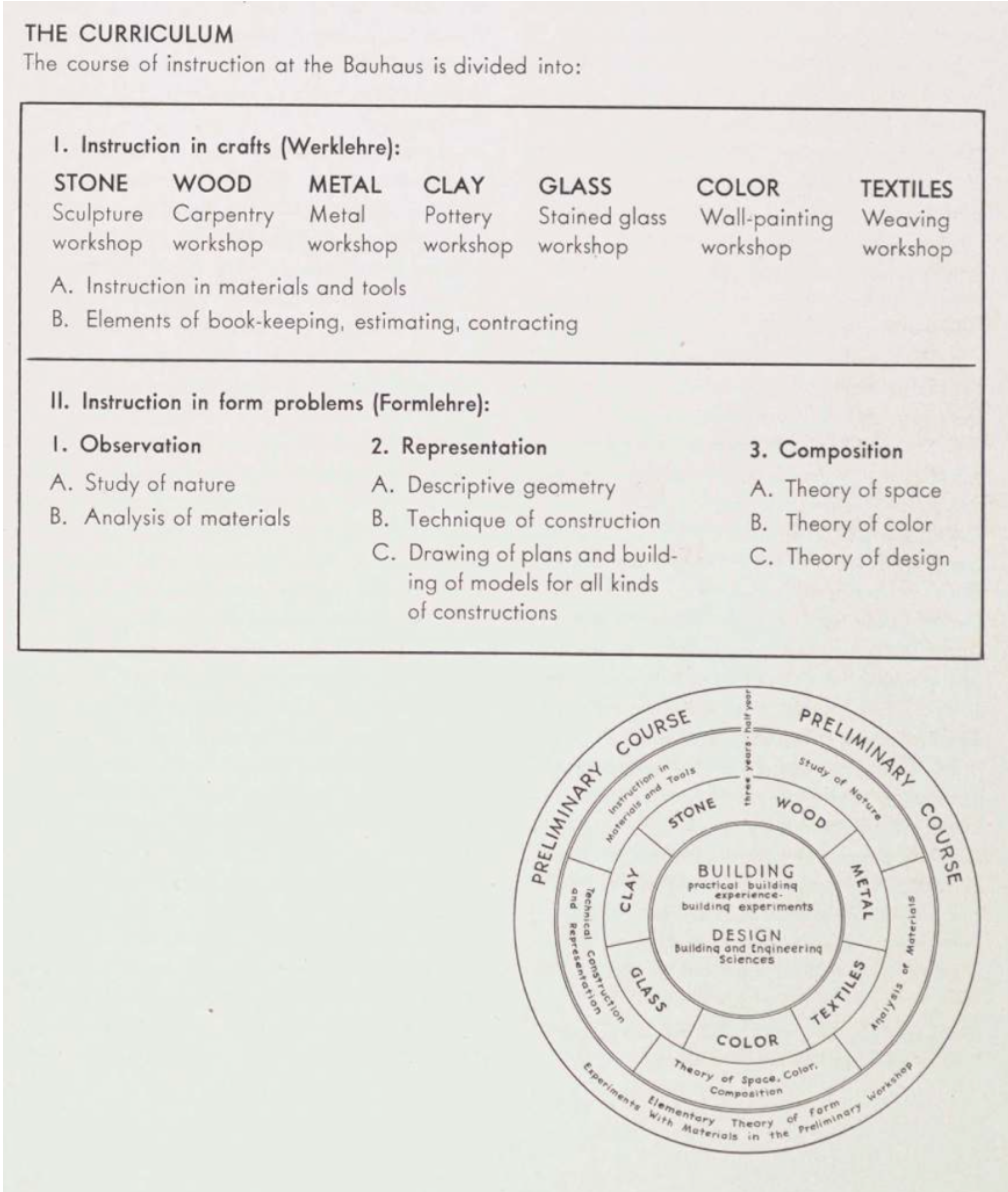 THE CURRICULUM
The course of instruction at the Bauhaus is divided into:
I. Instruction in crafts (Werklehre):
STONE WOOD METAL CLAY GLASS COLOR TEXTILES
Sculpture Carpentry Metal Pottery Stained glass Wall-painting Weaving
workshop workshop workshop workshop workshop workshop workshop
A. Instruction in materials and tools
B. Elements of book-keeping, estimating, contracting
II. Instruction in form problems (Formlehre):
1. Observation
A. Study of nature
B. Analysis of materials
2. Representation
A. Descriptive geometry
B. Technique of construction
C. Drawing of plans and build-
ing of models for all kinds
of constructions
3. Composition
A. Theory of space
B. Theory of color
C. Theory of design
PRELIMINARY COURSE
three years - half year
PRELIMINARY COURSE
Instruction in
Materials and Tools
Study of Nature
Analysis of Materials
Theory of Space, Color,
Composition
Technical Construction
and Representation
STONE
WOOD
METAL
TEXTILES
COLOR
GLASS
CLAY
BUILDING
practical building
experience-
building experiments
DESIGN
Building and Engineering
Sciences
Elementary Theory of Form
Experiments With Materials in the Preliminary Workshop